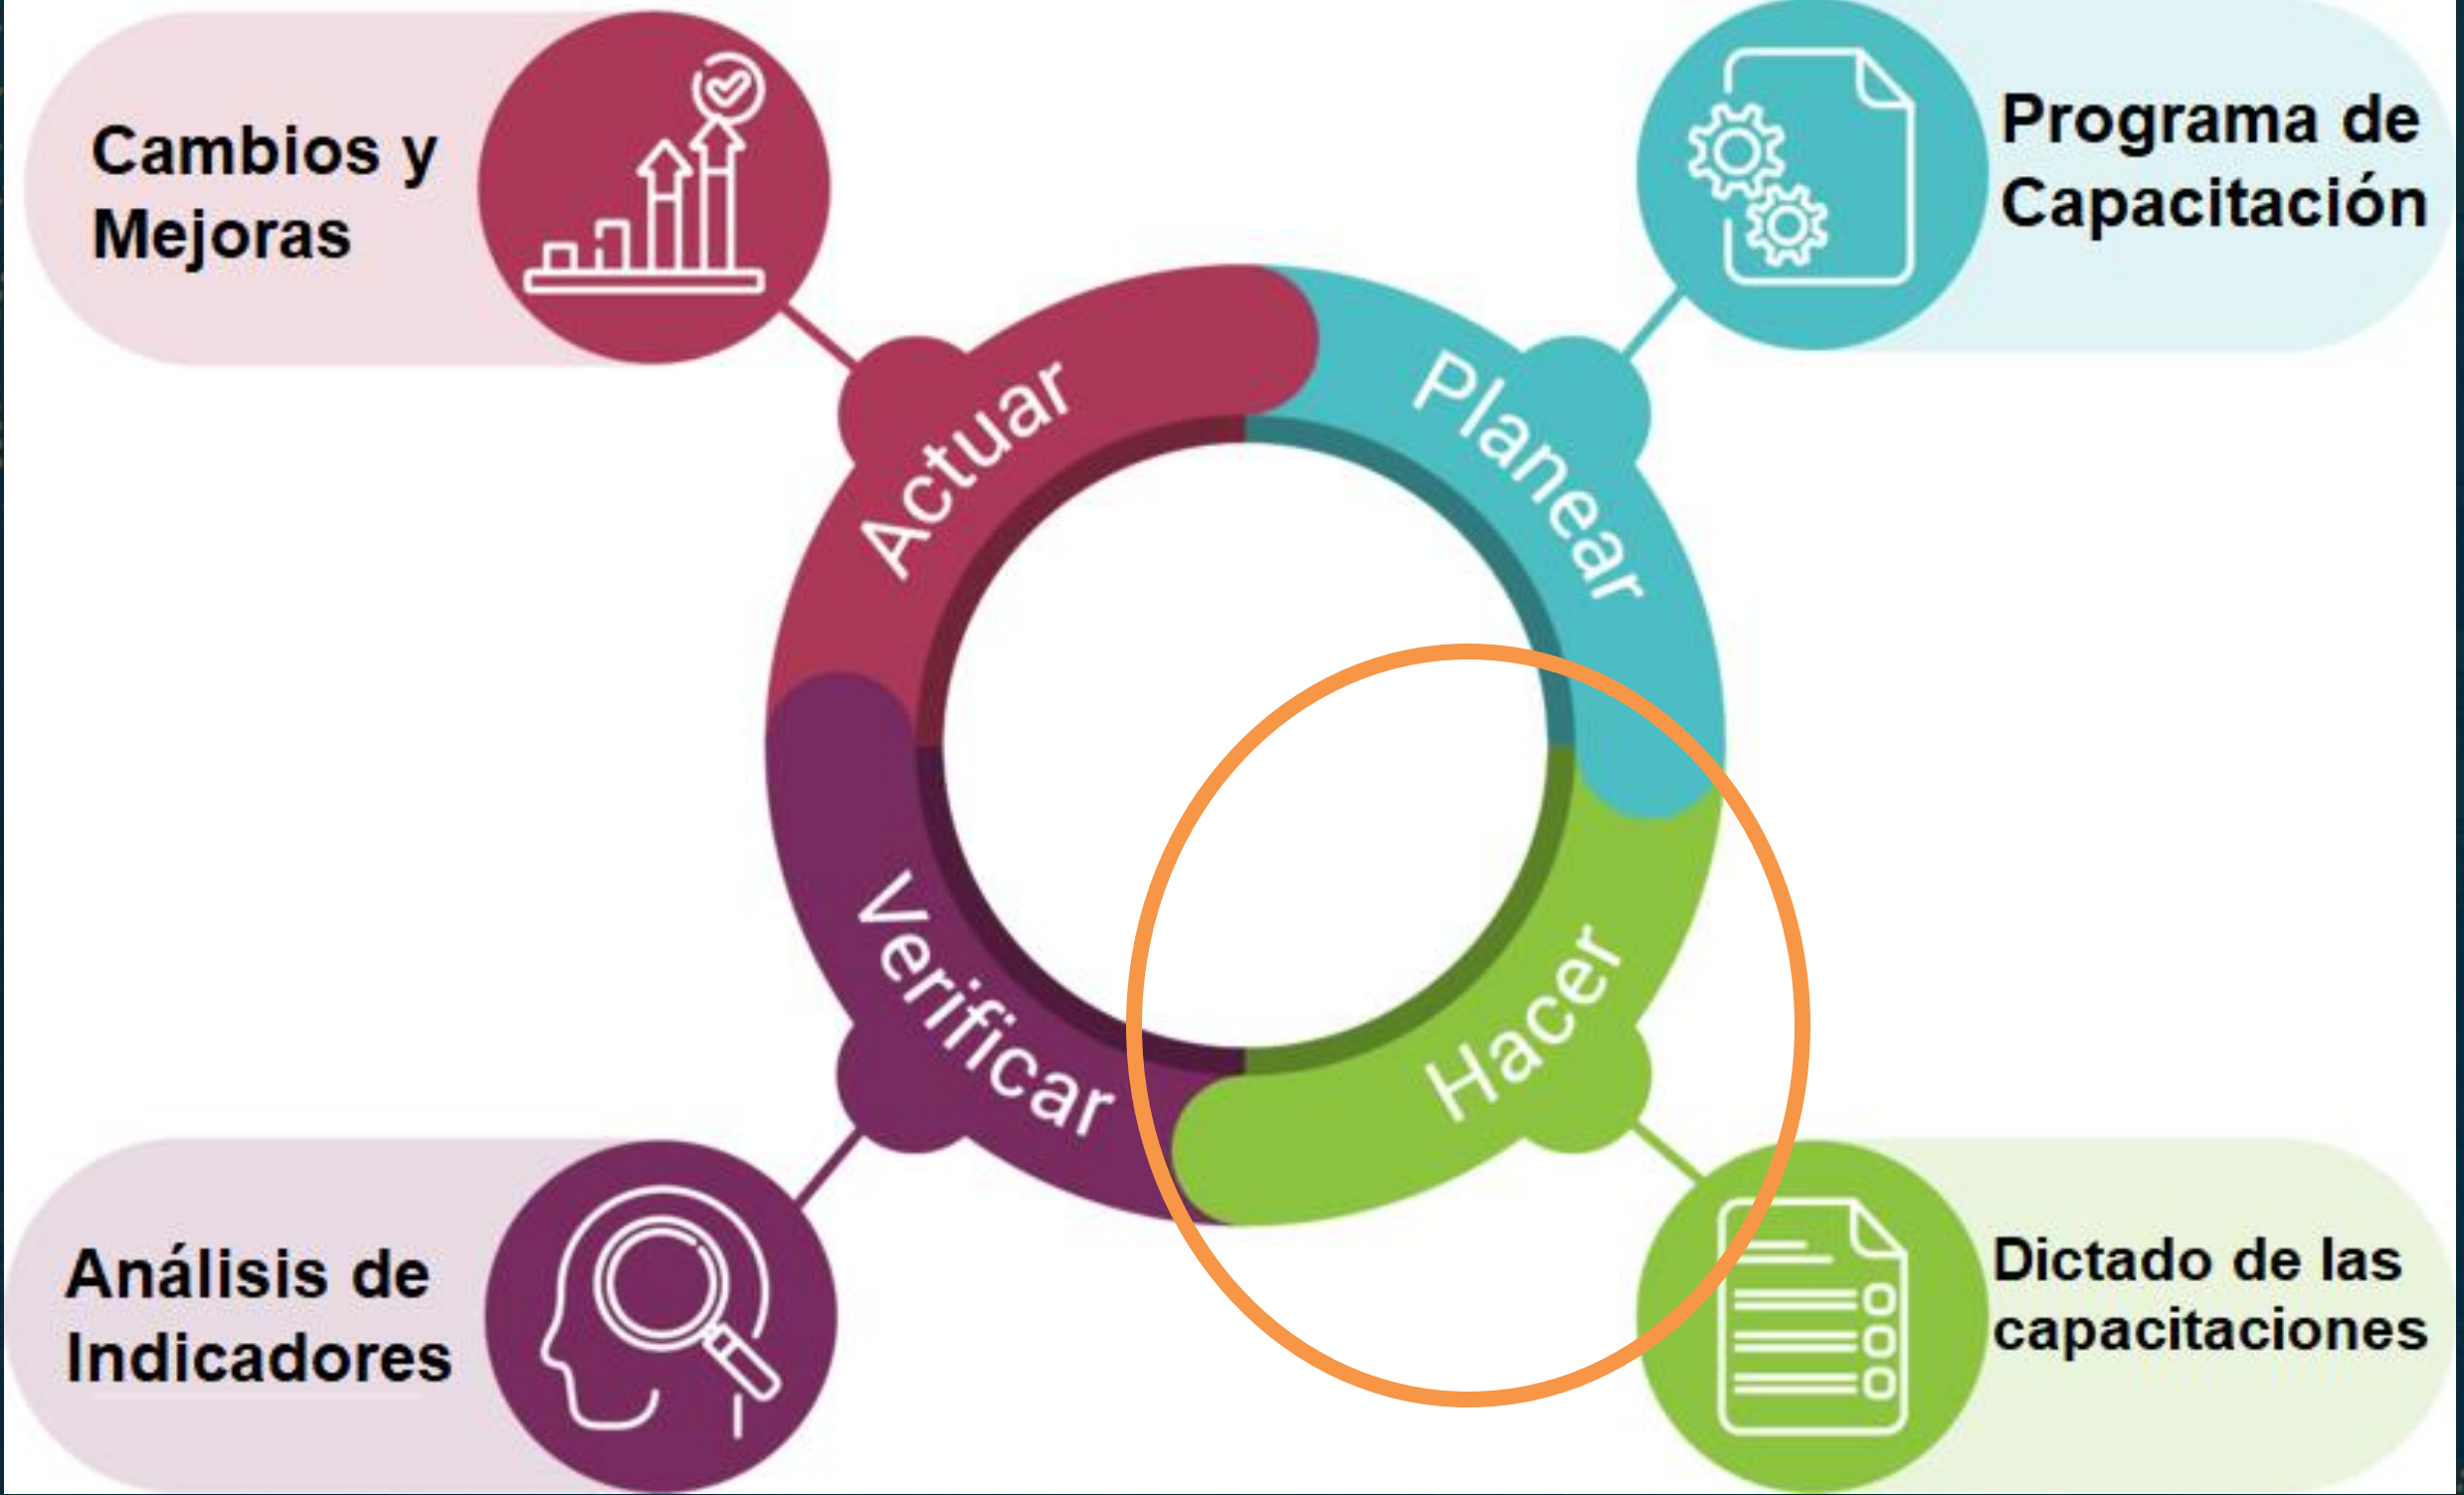 Cambios y
Mejoras
Programa de
Capacitación
Actuar
Planear
Verificar
Hacer
Análisis de
Indicadores
Dictado de las
capacitaciones